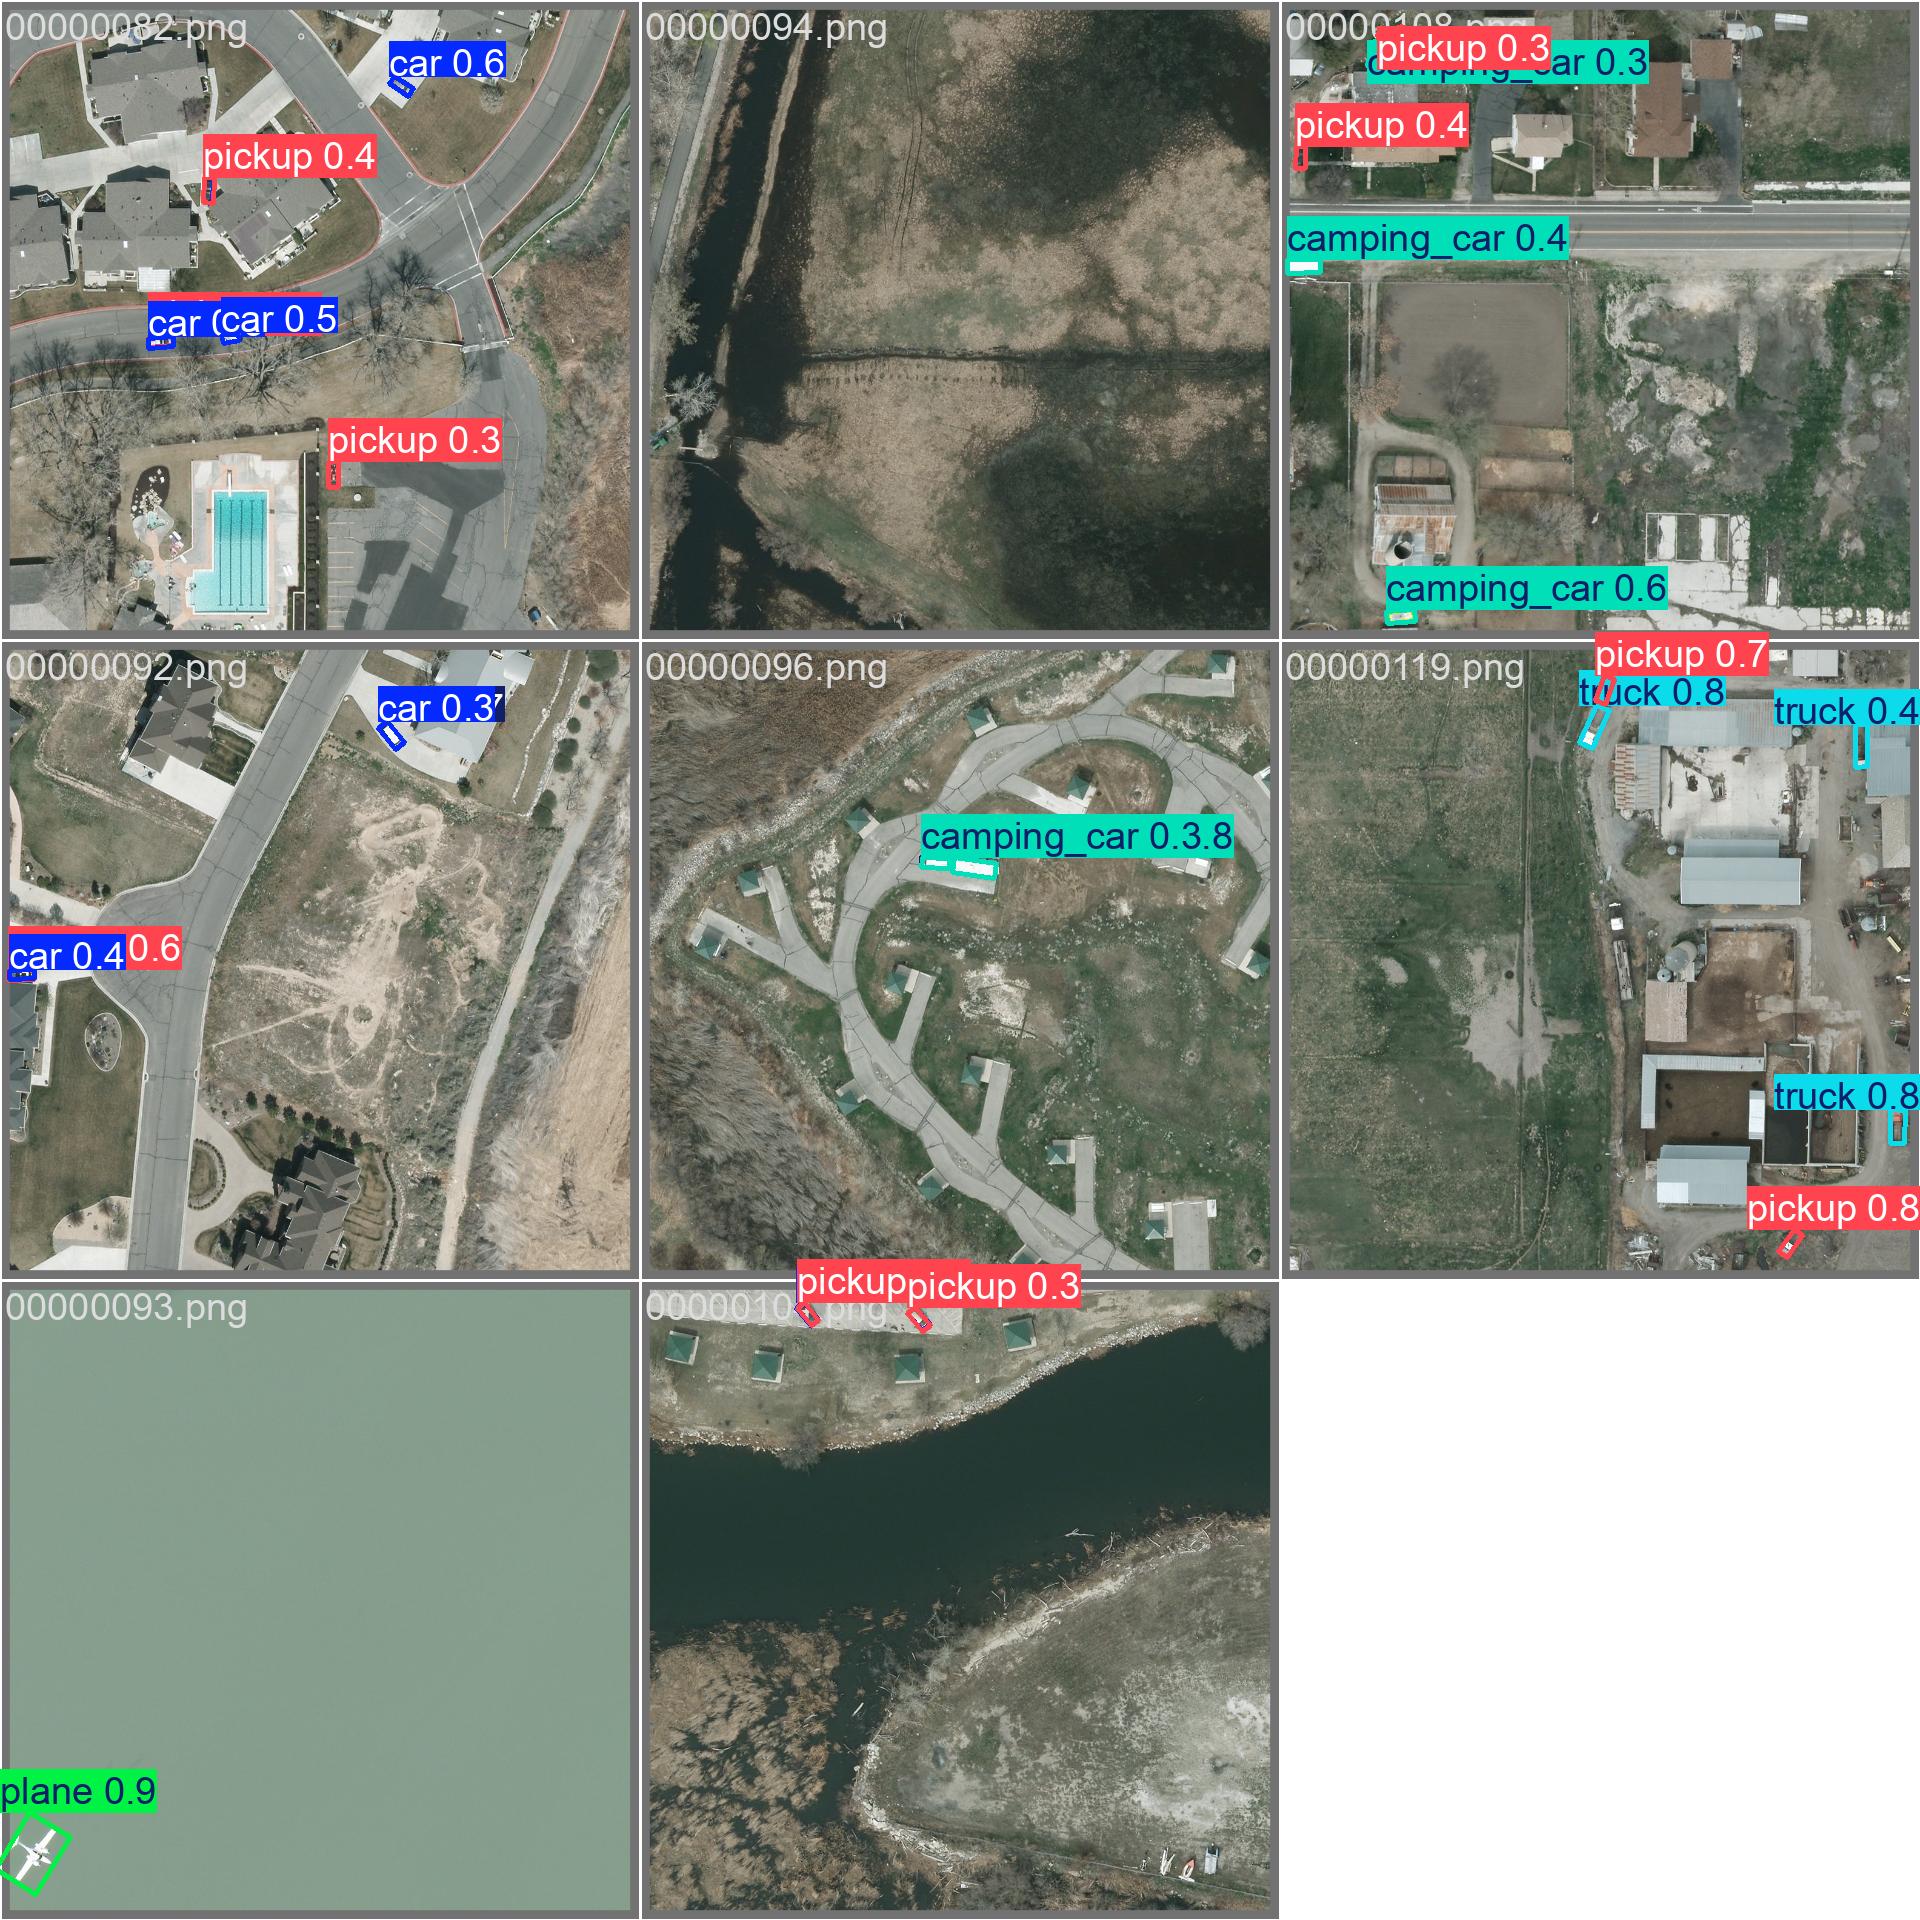 00000082.png
car 0.6
pickup 0.4
car
car 0.5
pickup 0.3
00000094.png
pickup 0.3
camping_car 0.3
pickup 0.4
camping_car 0.4
camping_car 0.6
00000092.png
car 0.3
car 0.4
0.6
00000096.png
camping_car 0.3
.8
00000119.png
pickup 0.7
truck 0.8
truck 0.4
truck 0.8
pickup 0.8
00000093.png
plane 0.9
pickup
pickup 0.3